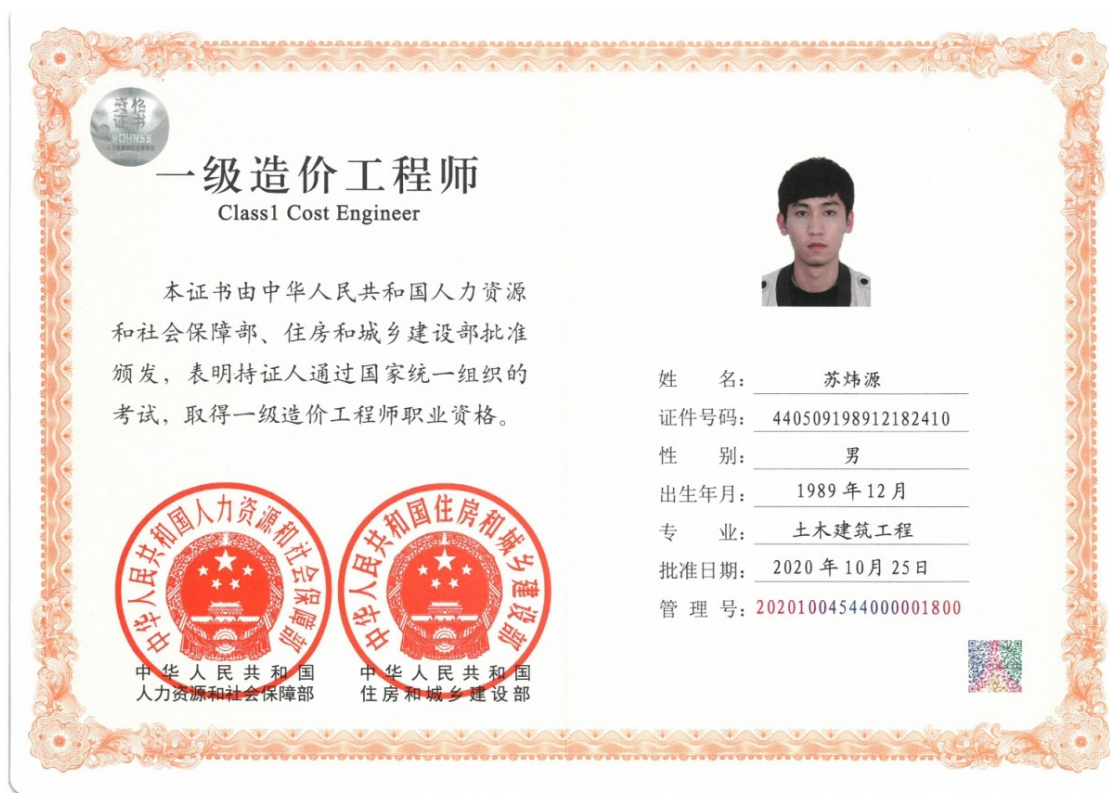 资格
证书
MOHRSS
一级造价工程师
Class1 Cost Engineer
本证书由中华人民共和国人力资源
和社会保障部、住房和城乡建设部批准
颁发，表明持证人通过国家统一组织的
考试，取得一级造价工程师职业资格。
中华人民共和国人力资源和社会保障部
中华人民共和国住房和城乡建设部
中华人民共和国
人力资源和社会保障部
中华人民共和国
住房和城乡建设部
姓 名： 苏炜源
证件号码： 440509198912182410
性 别： 男
出生年月： 1989年12月
专 业： 土木建筑工程
批准日期： 2020年10月25日
管 理 号： 20201004544000001800